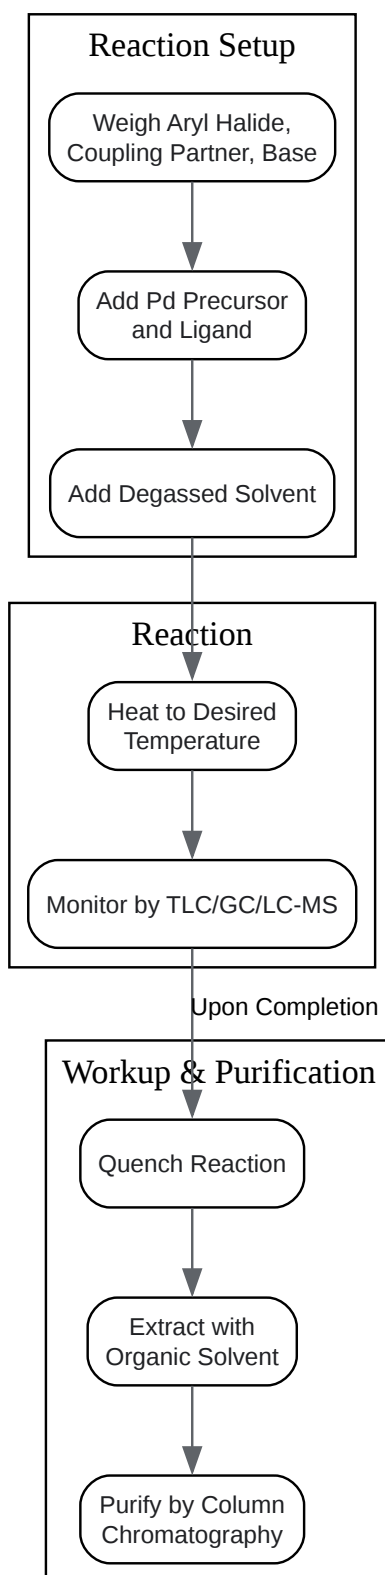 Reaction Setup
Weigh Aryl Halide,
Coupling Partner, Base
Add Pd Precursor
and Ligand
Add Degassed Solvent
Reaction
Heat to Desired
Temperature
Monitor by TLC/GC/LC-MS
Upon Completion
Workup & Purification
Quench Reaction
Extract with
Organic Solvent
Purify by Column
Chromatography